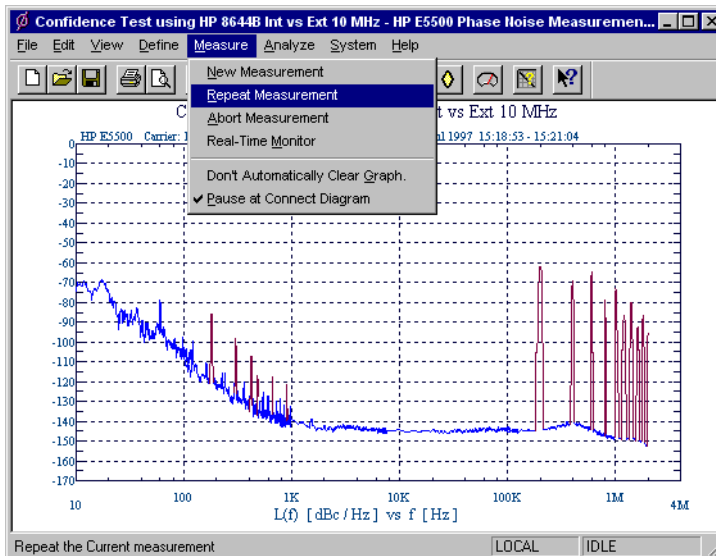 Confidence Test using HP 8644B Int vs Ext 10 MHz - HP E5500 Phase Noise Measuremen...
File Edit View Define Measure Analyze System Help
New Measurement
Repeat Measurement
Abort Measurement
Real-Time Monitor
Don't Automatically Clear Graph.
✔ Pause at Connect Diagram
t vs Ext 10 MHz
HP E5500 Carrier: 1997 15:18:53 - 15:21:04
0
-10
-20
-30
-40
-50
-60
-70
-80
-90
-100
-110
-120
-130
-140
-150
-160
-170
10 100 1K 10K 100K 1M 4M
L(f) [ dBc / Hz ] vs f [ Hz ]
Repeat the Current measurement LOCAL IDLE